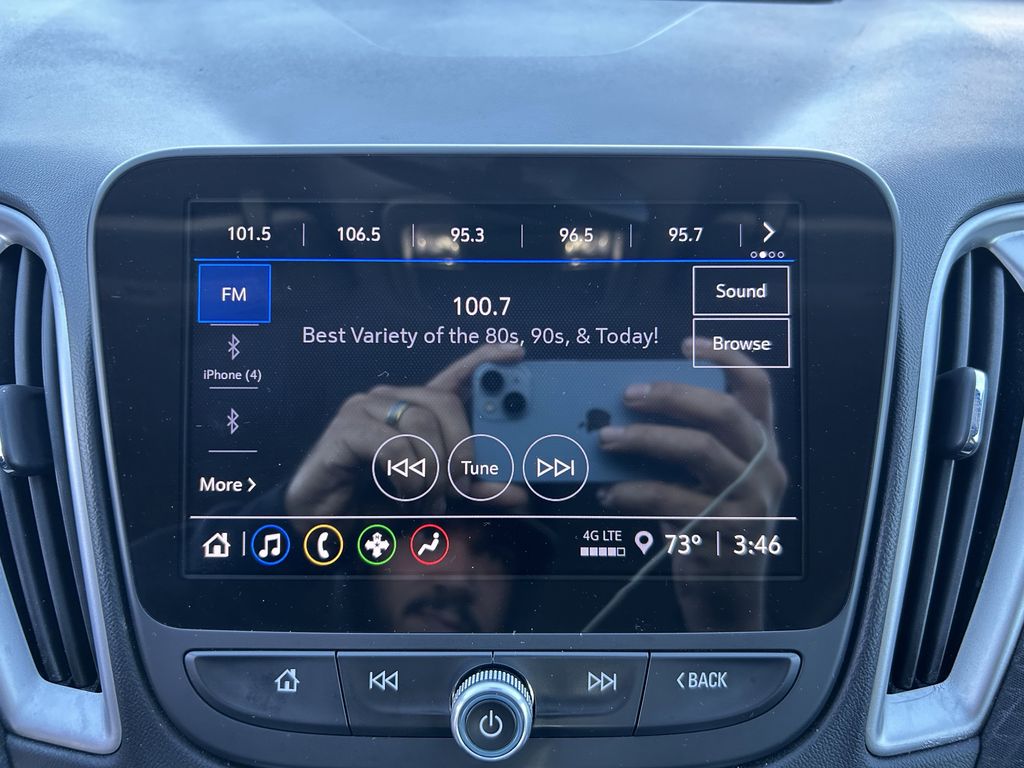 101.5 106.5 95.3 96.5 95.7
FM
Sound
100.7
Best Variety of the 80s, 90s, & Today!
Browse
iPhone (4)
Tune
More
4G LTE
73° 3:46
BACK